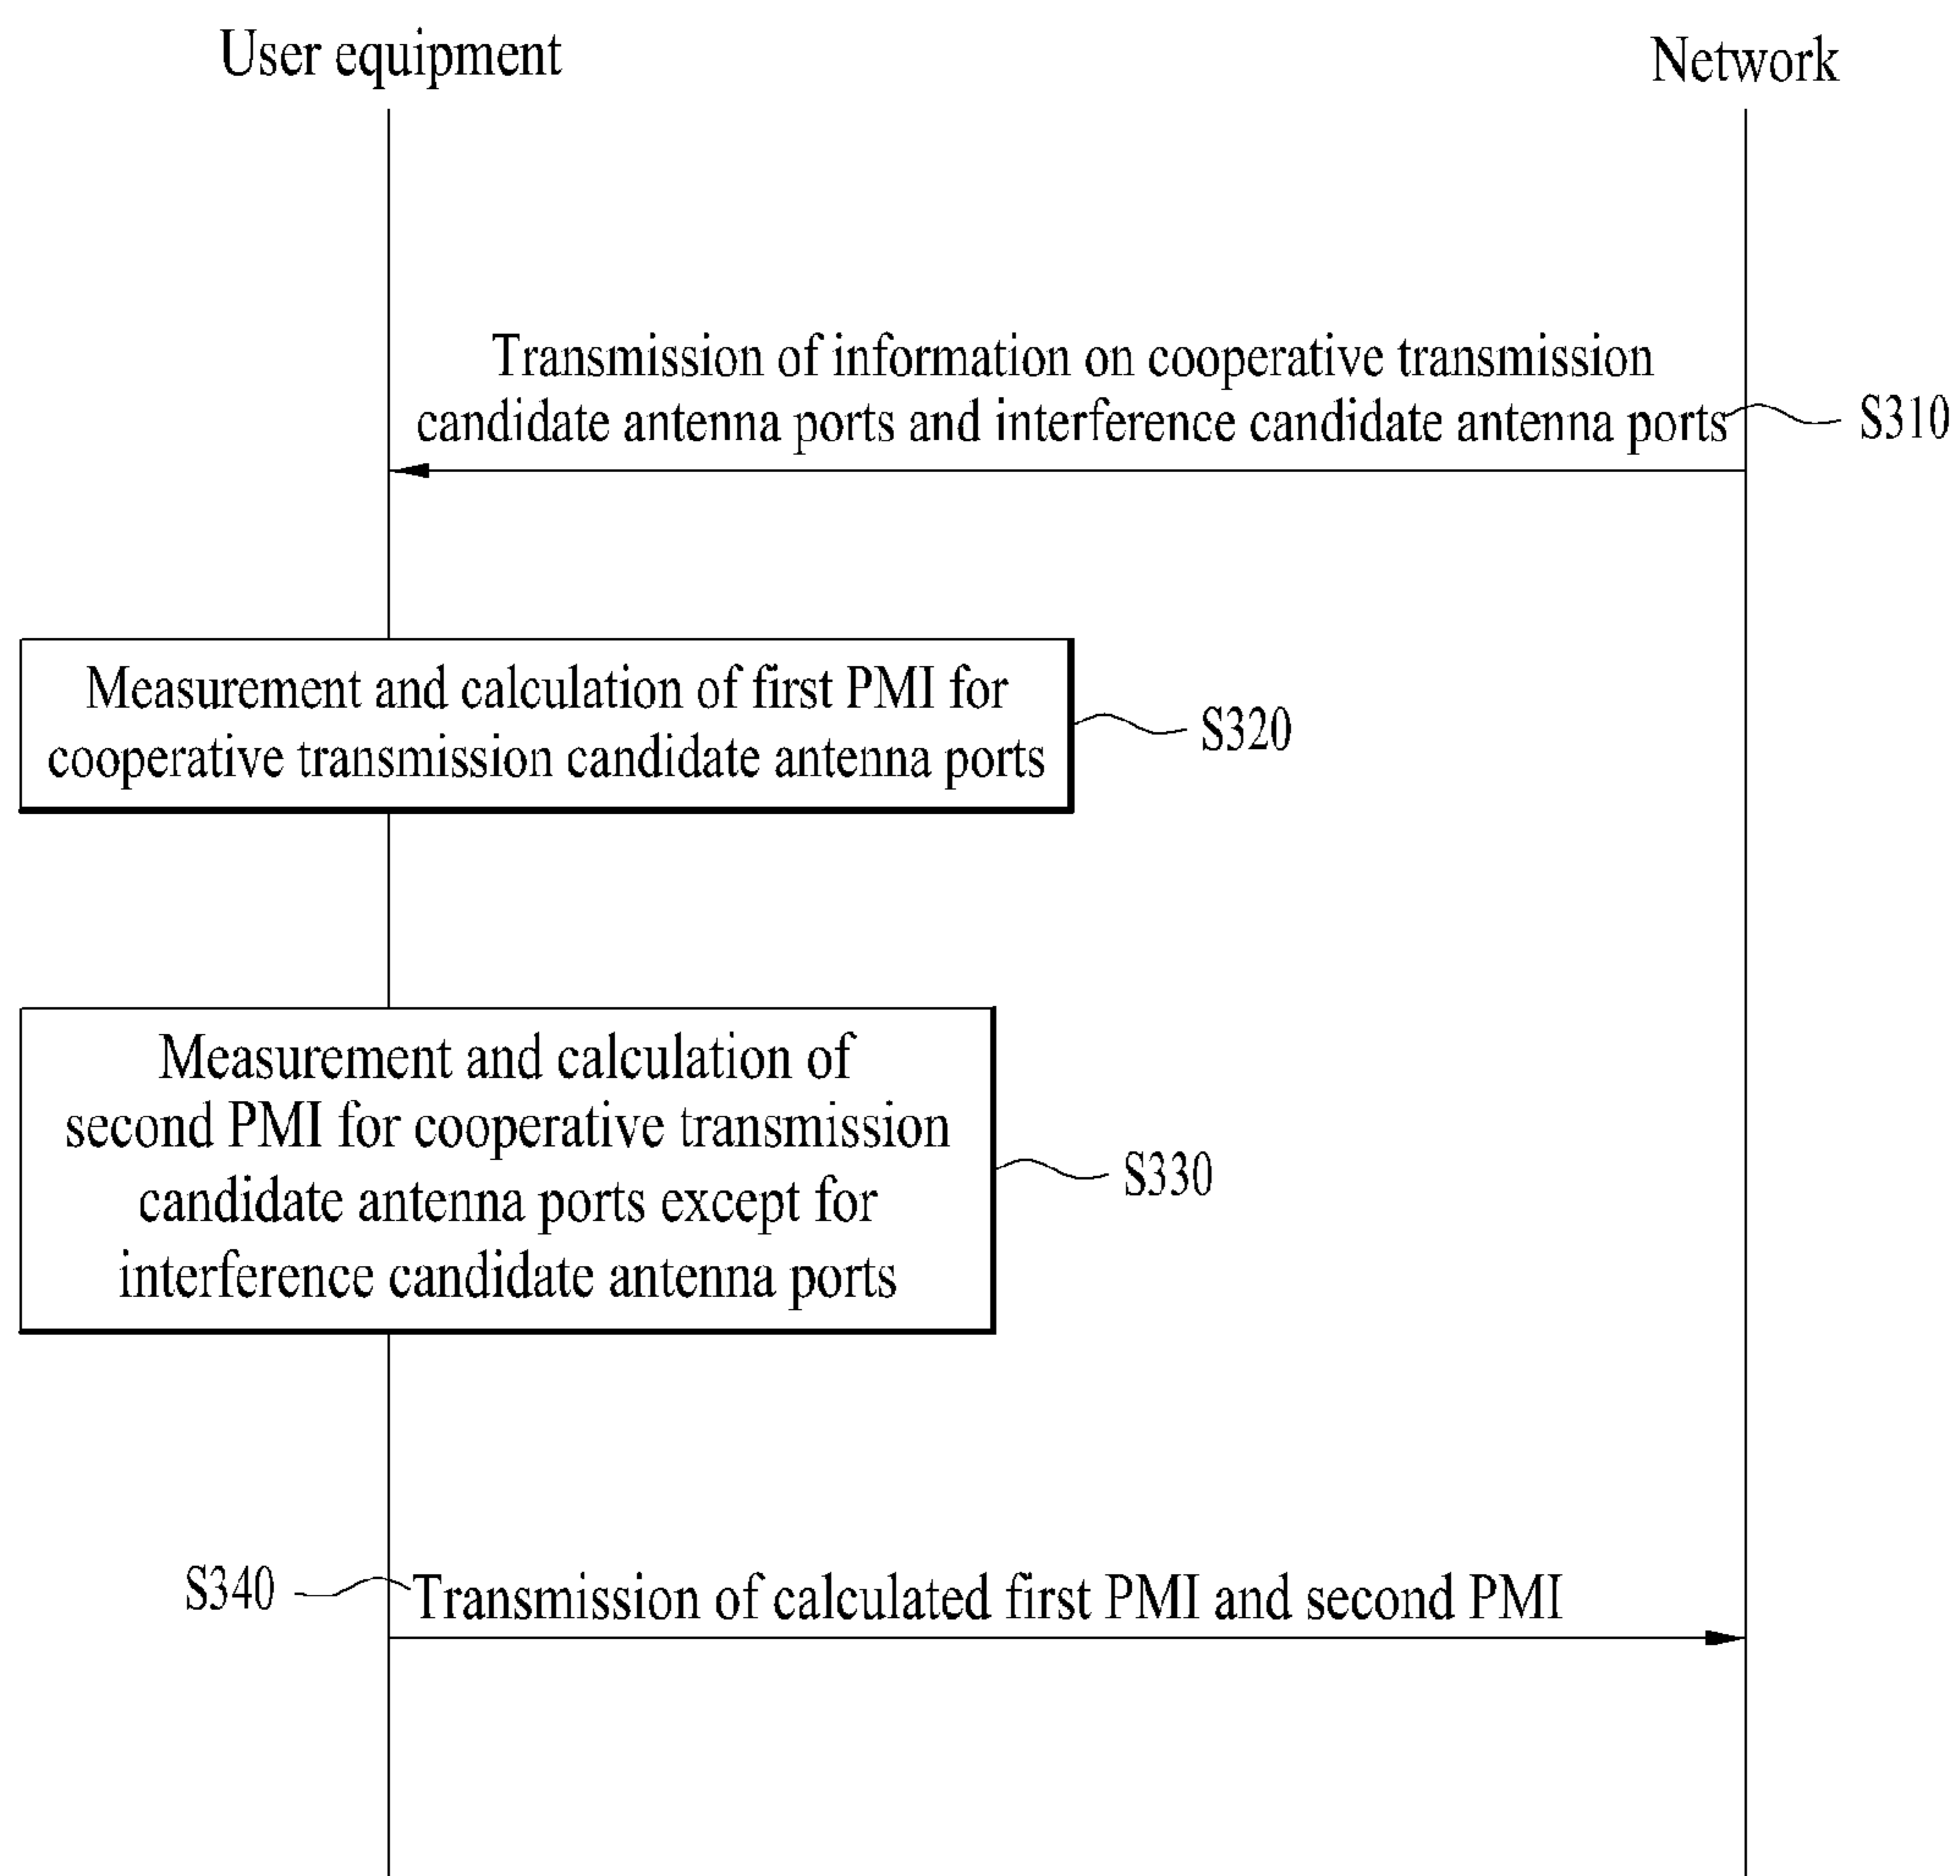 User equipment
Network
Transmission of information on cooperative transmission
candidate antenna ports and interference candidate antenna ports
S310
Measurement and calculation of first PMI for
cooperative transmission candidate antenna ports
S320
Measurement and calculation of
second PMI for cooperative transmission
candidate antenna ports except for
interference candidate antenna ports
S330
S340
Transmission of calculated first PMI and second PMI